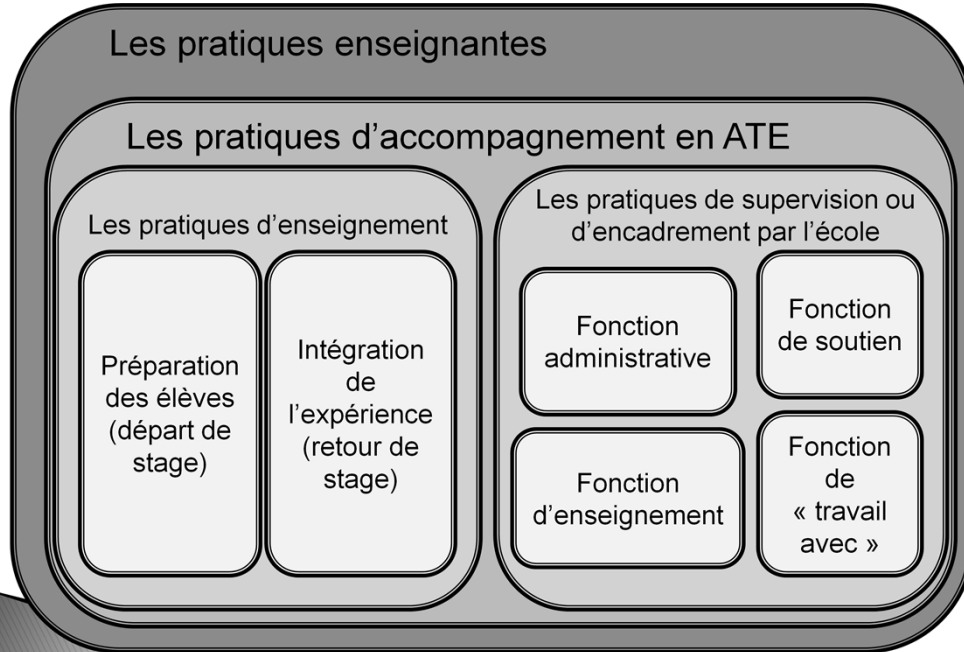 Les pratiques enseignantes
Les pratiques d’accompagnement en ATE
Les pratiques d’enseignement
Préparation
des élèves
(départ de
stage)
Intégration
de
l’expérience
(retour de
stage)
Les pratiques de supervision ou
d’encadrement par l’école
Fonction
administrative
Fonction
de soutien
Fonction
d’enseignement
Fonction
de
« travail
avec »